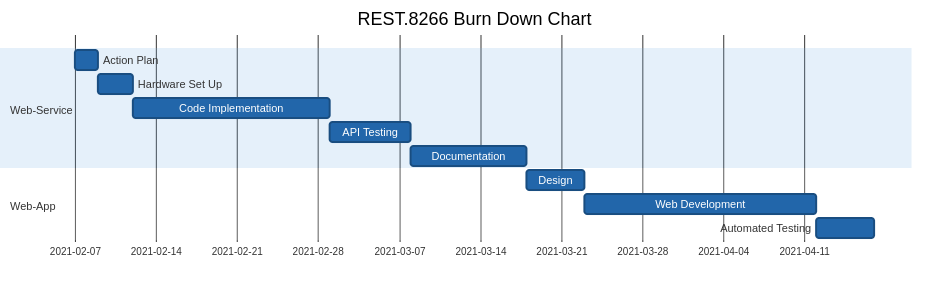 REST.8266 Burn Down Chart
Action Plan
Hardware Set Up
Web-Service
Code Implementation
API Testing
Documentation
Design
Web-App
Web Development
Automated Testing
2021-02-07 2021-02-14 2021-02-21 2021-02-28 2021-03-07 2021-03-14 2021-03-21 2021-03-28 2021-04-04 2021-04-11